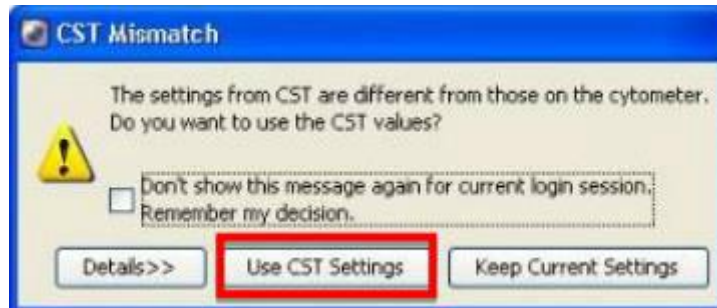 CST Mismatch
The settings from CST are different from those on the cytometer.
Do you want to use the CST values?
Don't show this message again for current login session.
Remember my decision.
Details>> Use CST Settings Keep Current Settings